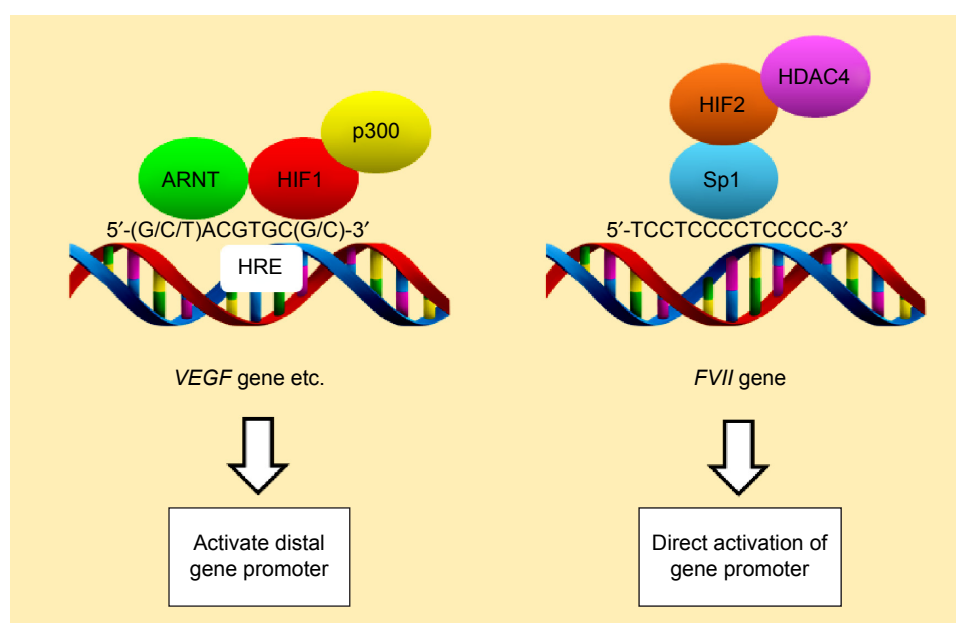 ARNT
HIF1
p300
5′-(G/C/T)ACGTGC(G/C)-3′
HRE
VEGF gene etc.
Activate distal
gene promoter
HIF2
HDAC4
Sp1
5′-TCCTCCCCTCCCC-3′
FVII gene
Direct activation of
gene promoter